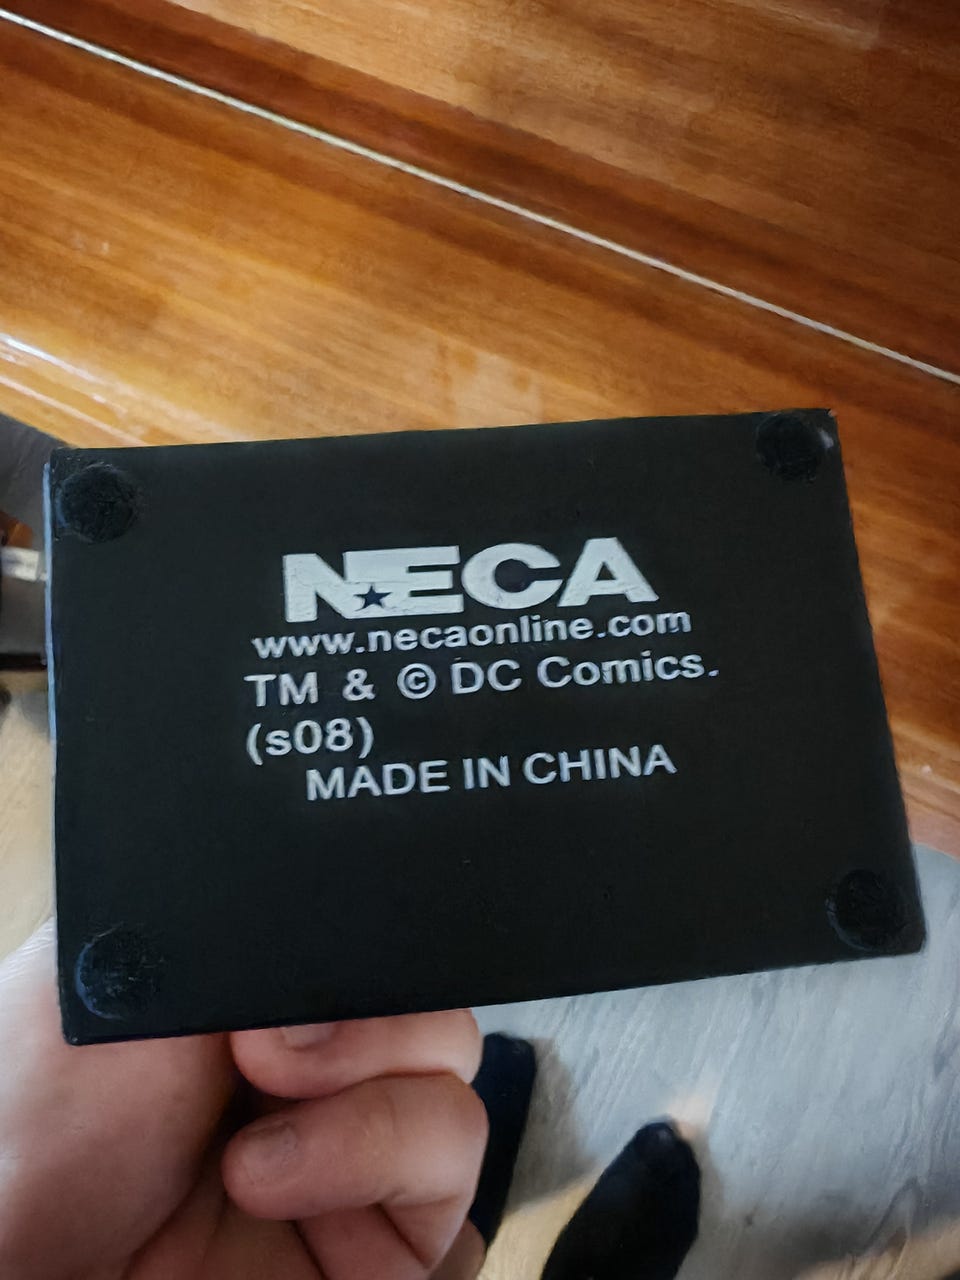 NECA
www.necaonline.com
TM & © DC Comics.
(s08)
MADE IN CHINA